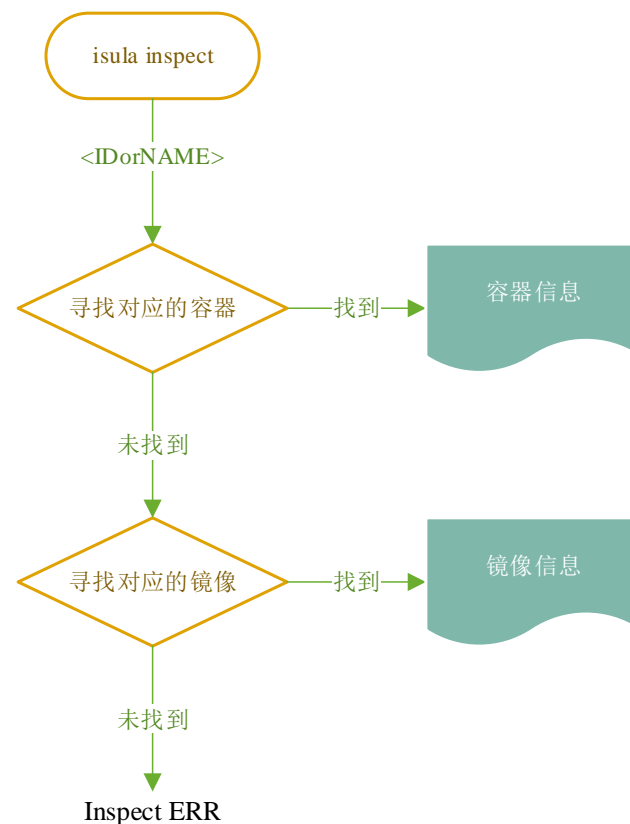 isula inspect
<IDorNAME>
寻找对应的容器
找到
容器信息
未找到
寻找对应的镜像
找到
镜像信息
未找到
Inspect ERR